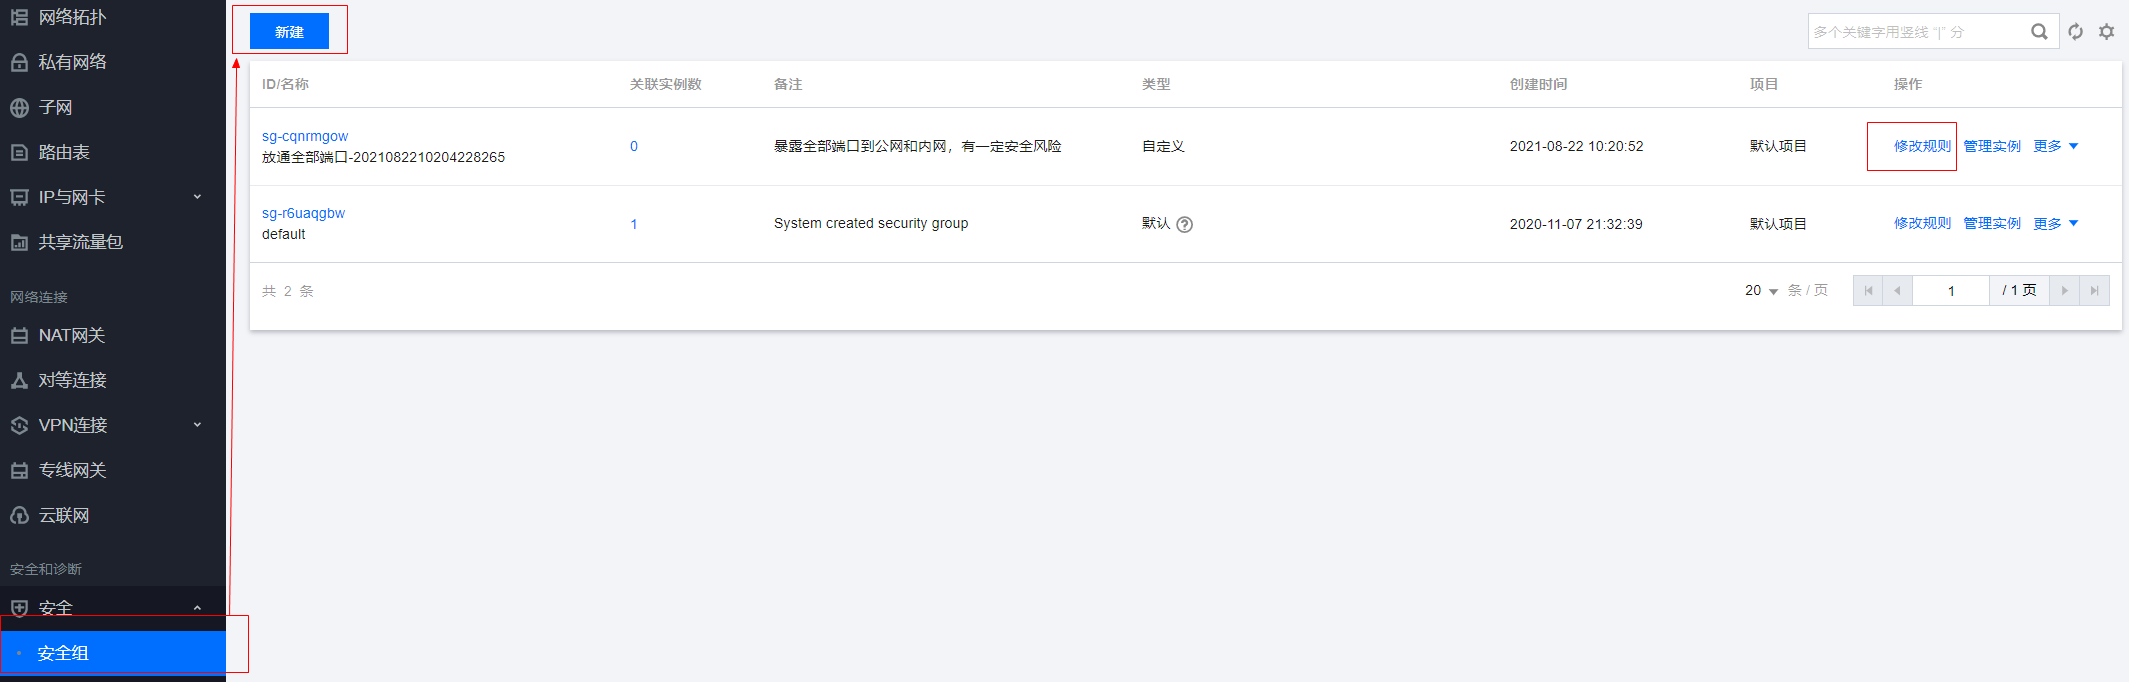 网络拓扑
私有网络
子网
路由表
IP与网卡
共享流量包
网络连接
NAT网关
对等连接
VPN连接
专线网关
云联网
安全和诊断
安全
安全组
新建
多个关键字用竖线 “|” 分
ID/名称 关联实例数 备注 类型 创建时间 项目 操作
sg-cqnrmgow
放通全部端口-2021082210204228265
0 暴露全部端口到公网和内网，有一定安全风险 自定义 2021-08-22 10:20:52 默认项目 修改规则 管理实例 更多
sg-r6uaqgbw
default
1 System created security group 默认 2020-11-07 21:32:39 默认项目 修改规则 管理实例 更多
共 2 条 20 条 / 页 1 / 1 页